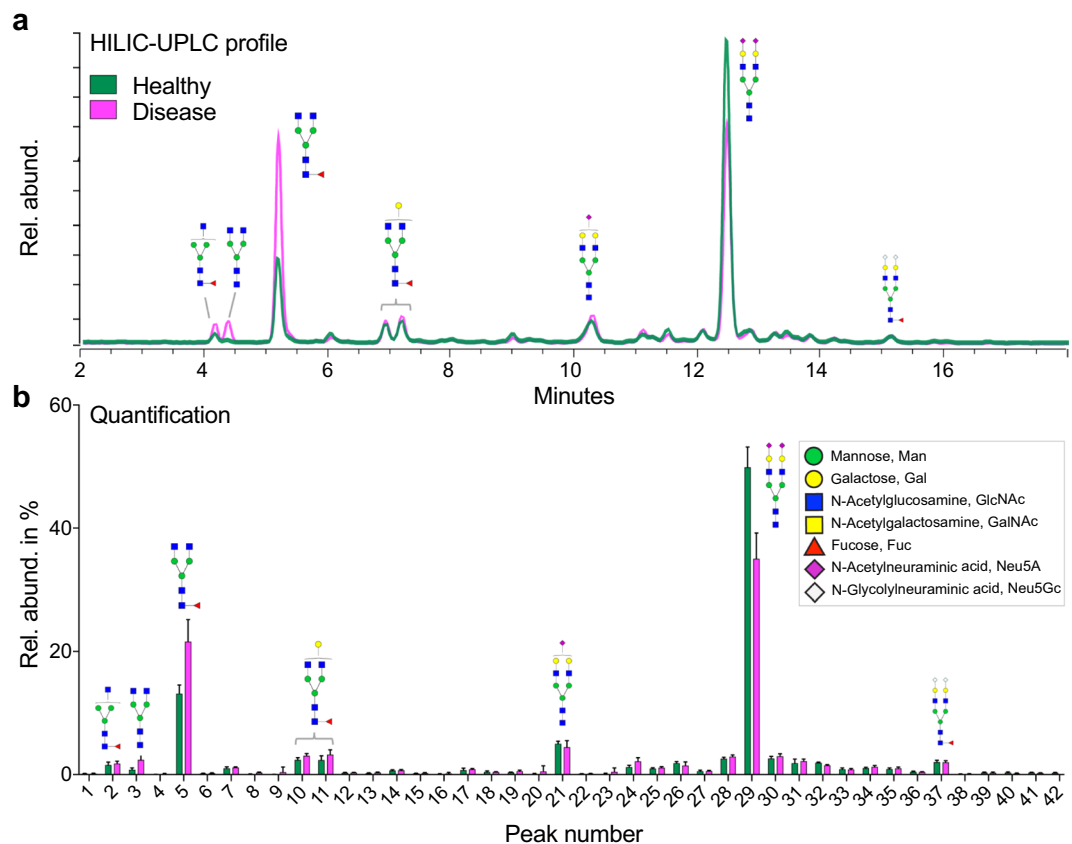 a
HILIC-UPLC profile
Healthy
Disease
Rel. abund.
2 4 6 8 10 12 14 16
Minutes
b
60
Quantification
40
20
0
Rel. abund. in %
Mannose, Man
Galactose, Gal
N-Acetylglucosamine, GlcNAc
N-Acetylgalactosamine, GalNAc
Fucose, Fuc
N-Acetylneuraminic acid, Neu5A
N-Glycolylneuraminic acid, Neu5Gc
1 2 3 4 5 6 7 8 9 10 11 12 13 14 15 16 17 18 19 20 21 22 23 24 25 26 27 28 29 30 31 32 33 34 35 36 37 38 39 40 41 42
Peak number